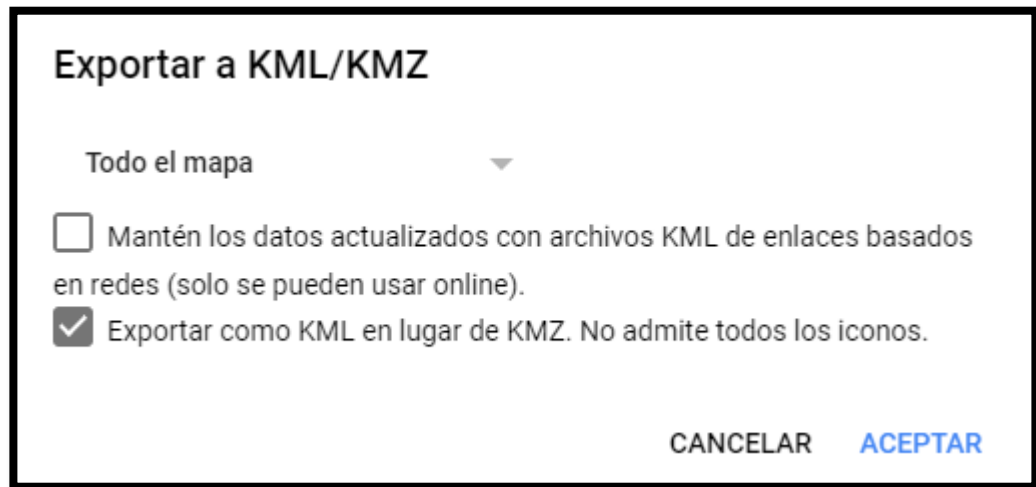 Exportar a KML/KMZ
Todo el mapa
Mantén los datos actualizados con archivos KML de enlaces basados
en redes (solo se pueden usar online).
Exportar como KML en lugar de KMZ. No admite todos los iconos.
CANCELAR ACEPTAR